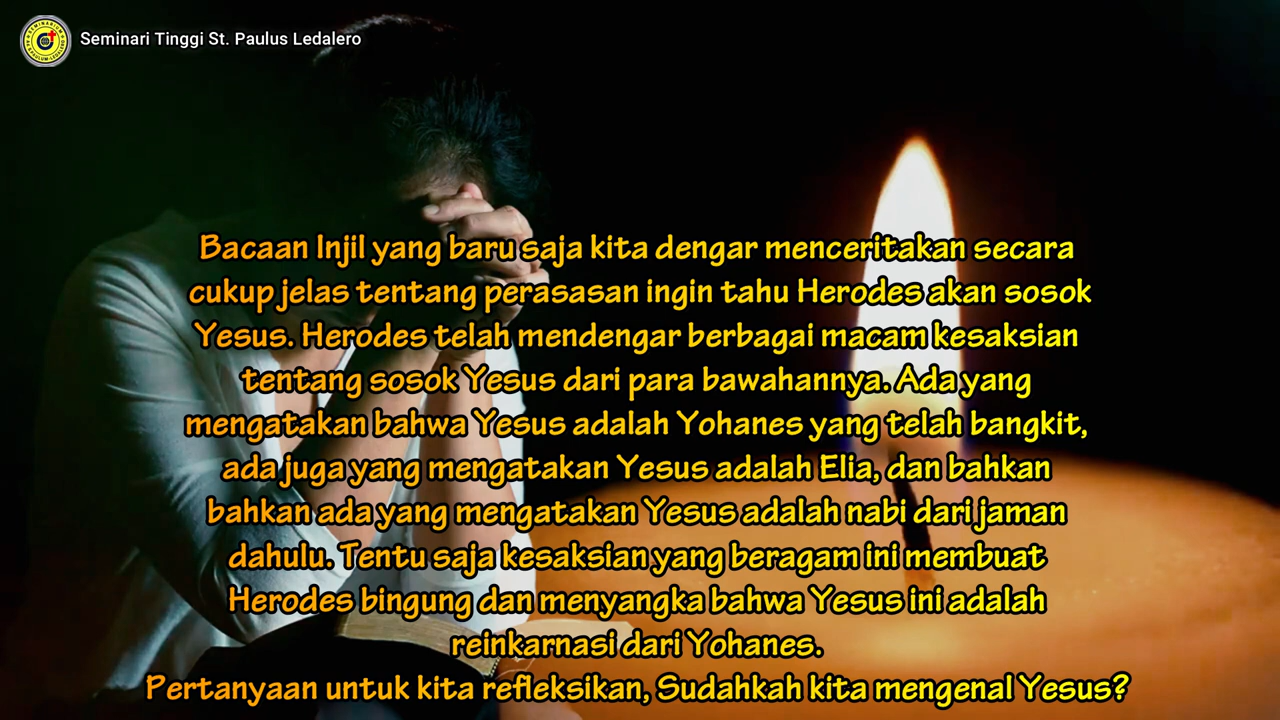 Seminari Tinggi St. Paulus Ledalero
Bacaan Injil yang baru saja kita dengar menceritakan secara
cukup jelas tentang perasasan ingin tahu Herodes akan sosok
Yesus. Herodes telah mendengar berbagai macam kesaksian
tentang sosok Yesus dari para bawahannya. Ada yang
mengatakan bahwa Yesus adalah Yohanes yang telah bangkit,
ada juga yang mengatakan Yesus adalah Elia, dan bahkan
bahkan ada yang mengatakan Yesus adalah nabi dari jaman
dahulu. Tentu saja kesaksian yang beragam ini membuat
Herodes bingung dan menyangka bahwa Yesus ini adalah
reinkarnasi dari Yohanes.
Pertanyaan untuk kita refleksikan, Sudahkah kita mengenal Yesus?